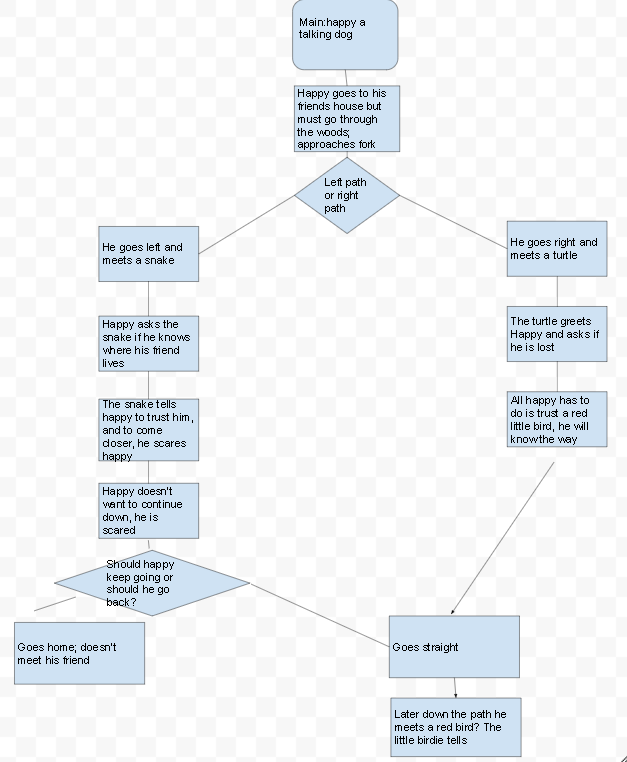 Main:happy a
talking dog
Happy goes to his
friends house but
must go through
the woods;
approaches fork
Left path
or right
path
He goes left and
meets a snake
He goes right and
meets a turtle
Happy asks the
snake if he knows
where his friend
lives
The turtle greets
Happy and asks if
he is lost
The snake tells
happy to trust him,
and to come
closer, he scares
happy
All happy has to
do is trust a red
little bird, he will
know the way
Happy doesn't
want to continue
down, he is
scared
Should happy
keep going or
should he go
back?
Goes home; doesn't
meet his friend
Goes straight
Later down the path he
meets a red bird? The
little birdie tells